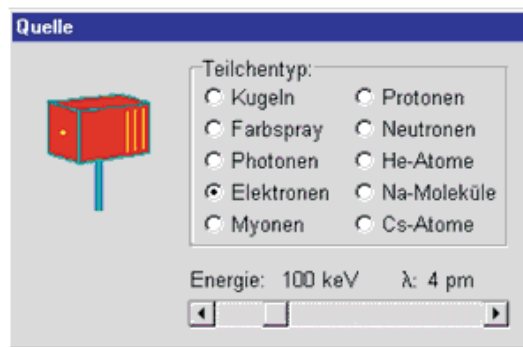 Quelle
Teilchentyp:
Kugeln Protonen
Farbspray Neutronen
Photonen He-Atome
Elektronen Na-Moleküle
Myonen Cs-Atome
Energie: 100 keV λ: 4 pm